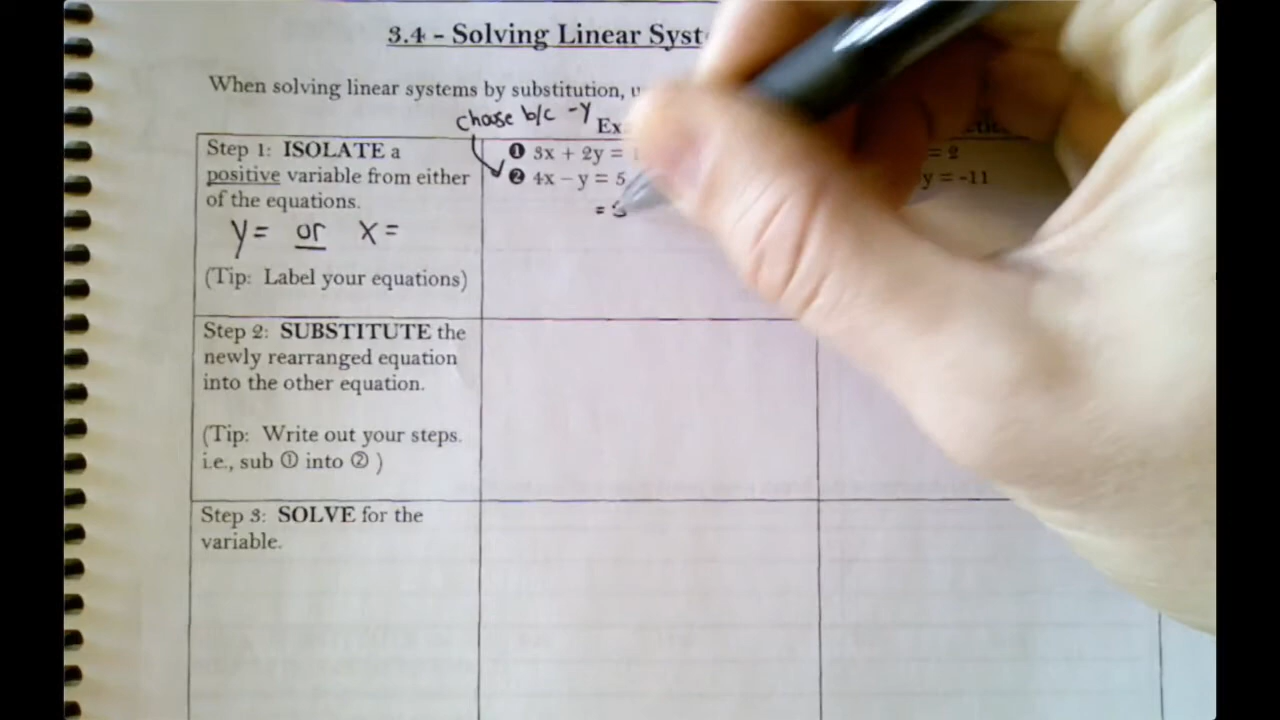 3.4 - Solving Linear Syst
When solving linear systems by substitution, u
chose b/c -y
Ex
Step 1: ISOLATE a
positive variable from either
of the equations.
y= or x=
(Tip: Label your equations)
❶ 3x + 2y = 1
❷ 4x – y = 5
= 5
= 2
y = -11
Step 2: SUBSTITUTE the
newly rearranged equation
into the other equation.
(Tip: Write out your steps.
i.e., sub ① into ② )
Step 3: SOLVE for the
variable.